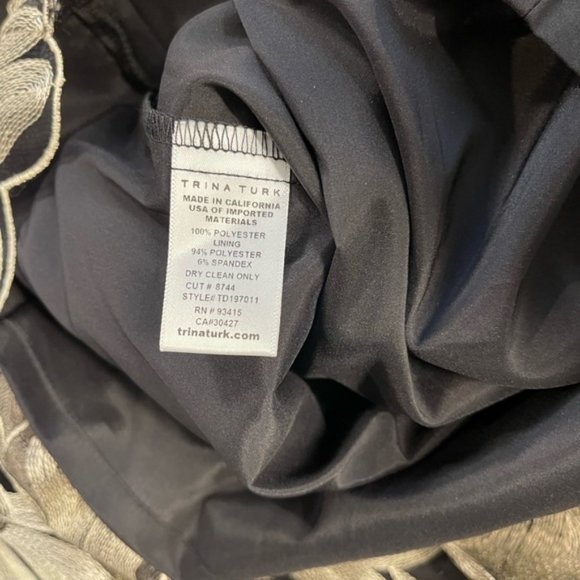 TRINA TURK
MADE IN CALIFORNIA
USA OF IMPORTED
MATERIALS
100% POLYESTER
LINING
94% POLYESTER
6% SPANDEX
DRY CLEAN ONLY
CUT # 8744
STYLE# TD197011
RN # 93415
CA#30427
trinaturk.com